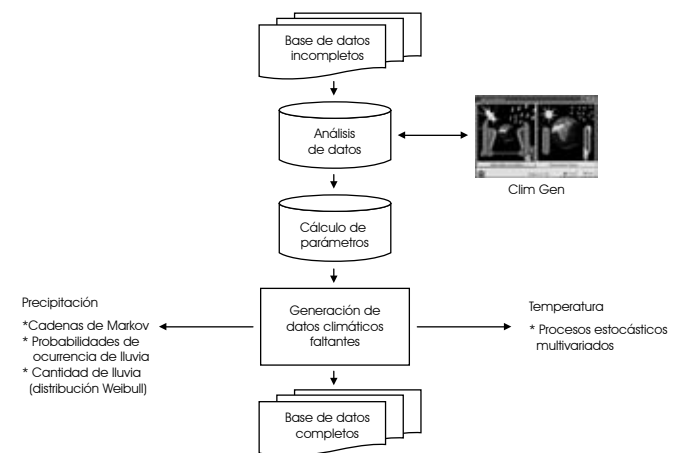 Base de datos
incompletos
Análisis
de datos
Clim Gen
Cálculo de
parámetros
Generación de
datos climáticos
faltantes
Precipitación
*Cadenas de Markov
* Probabilidades de
ocurrencia de lluvia
* Cantidad de lluvia
(distribución Weibull)
Temperatura
* Procesos estocásticos
multivariados
Base de datos
completos